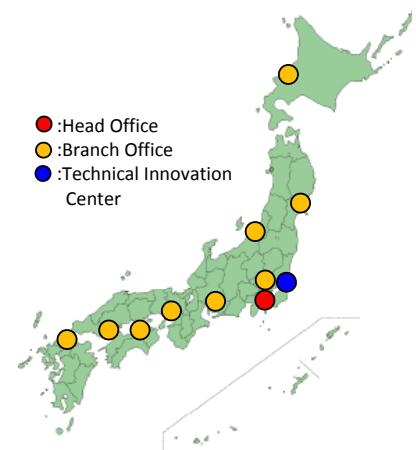 :Head Office
:Branch Office
:Technical Innovation
Center